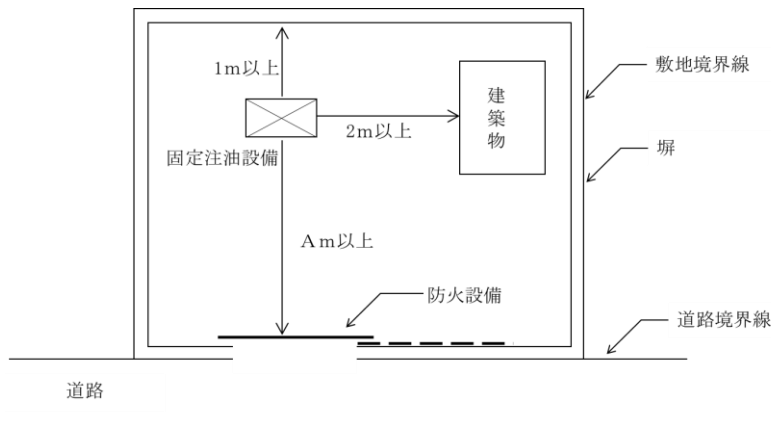 1m以上
敷地境界線
建築物
2m以上
塀
固定注油設備
Am以上
防火設備
道路境界線
道路